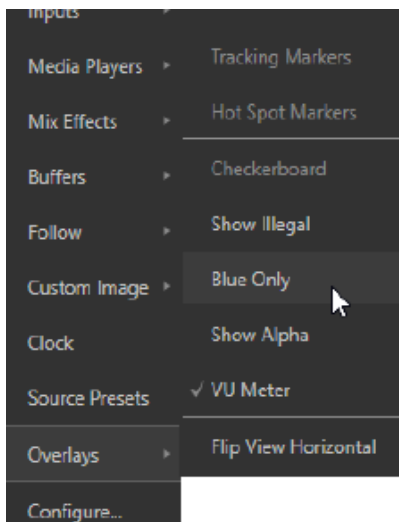 Inputs
Media Players
Mix Effects
Buffers
Follow
Custom Image
Clock
Source Presets
Overlays
Configure...
Tracking Markers
Hot Spot Markers
Checkerboard
Show Illegal
Blue Only
Show Alpha
✓ VU Meter
Flip View Horizontal